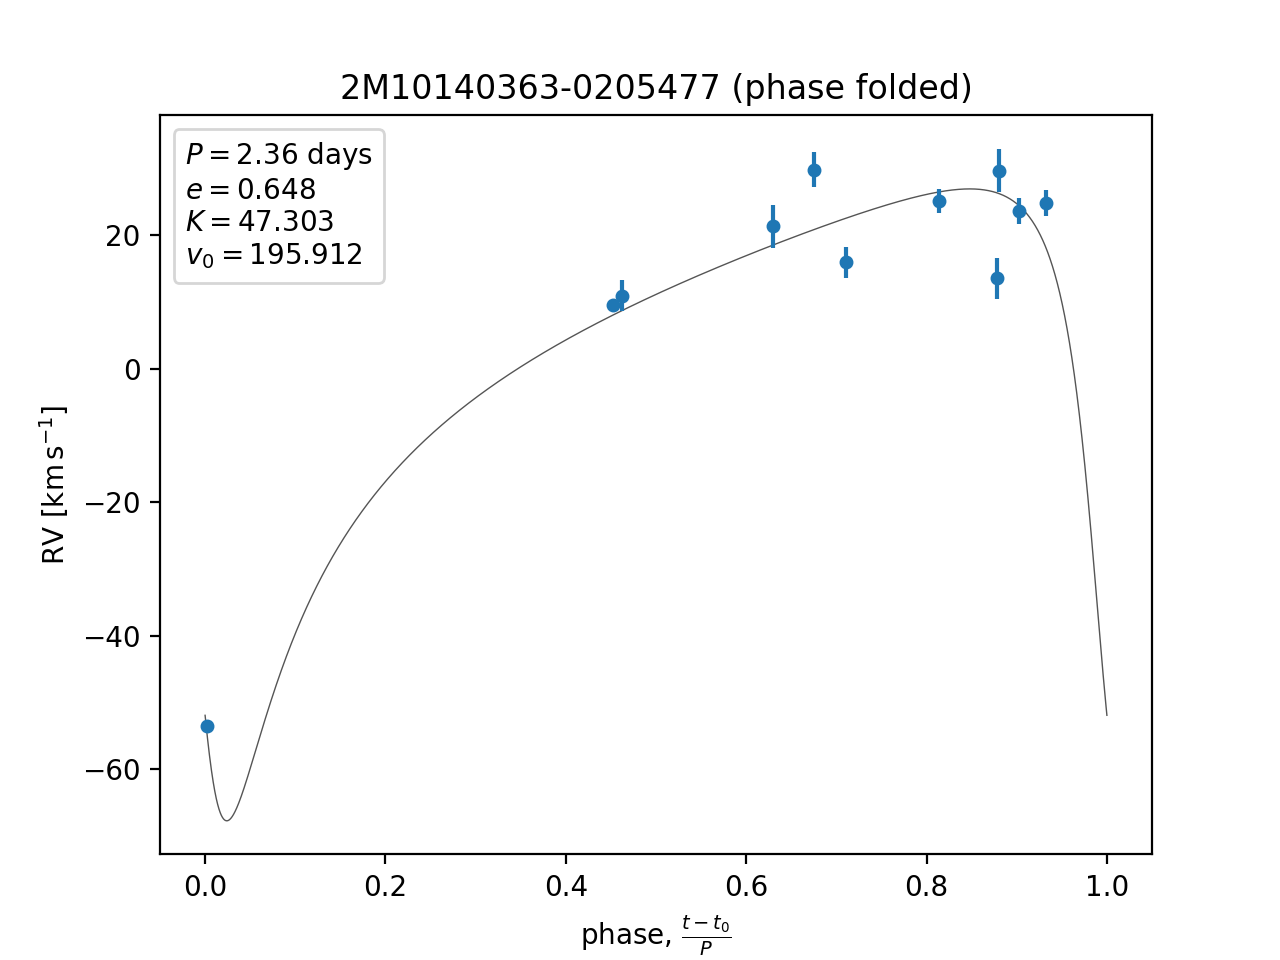 2M10140363-0205477 (phase folded)
P = 2.36 days
e = 0.648
K = 47.303
v₀ = 195.912
20
0
−20
−40
−60
RV [km s⁻¹]
0.0 0.2 0.4 0.6 0.8 1.0
phase, (t − t₀)/P